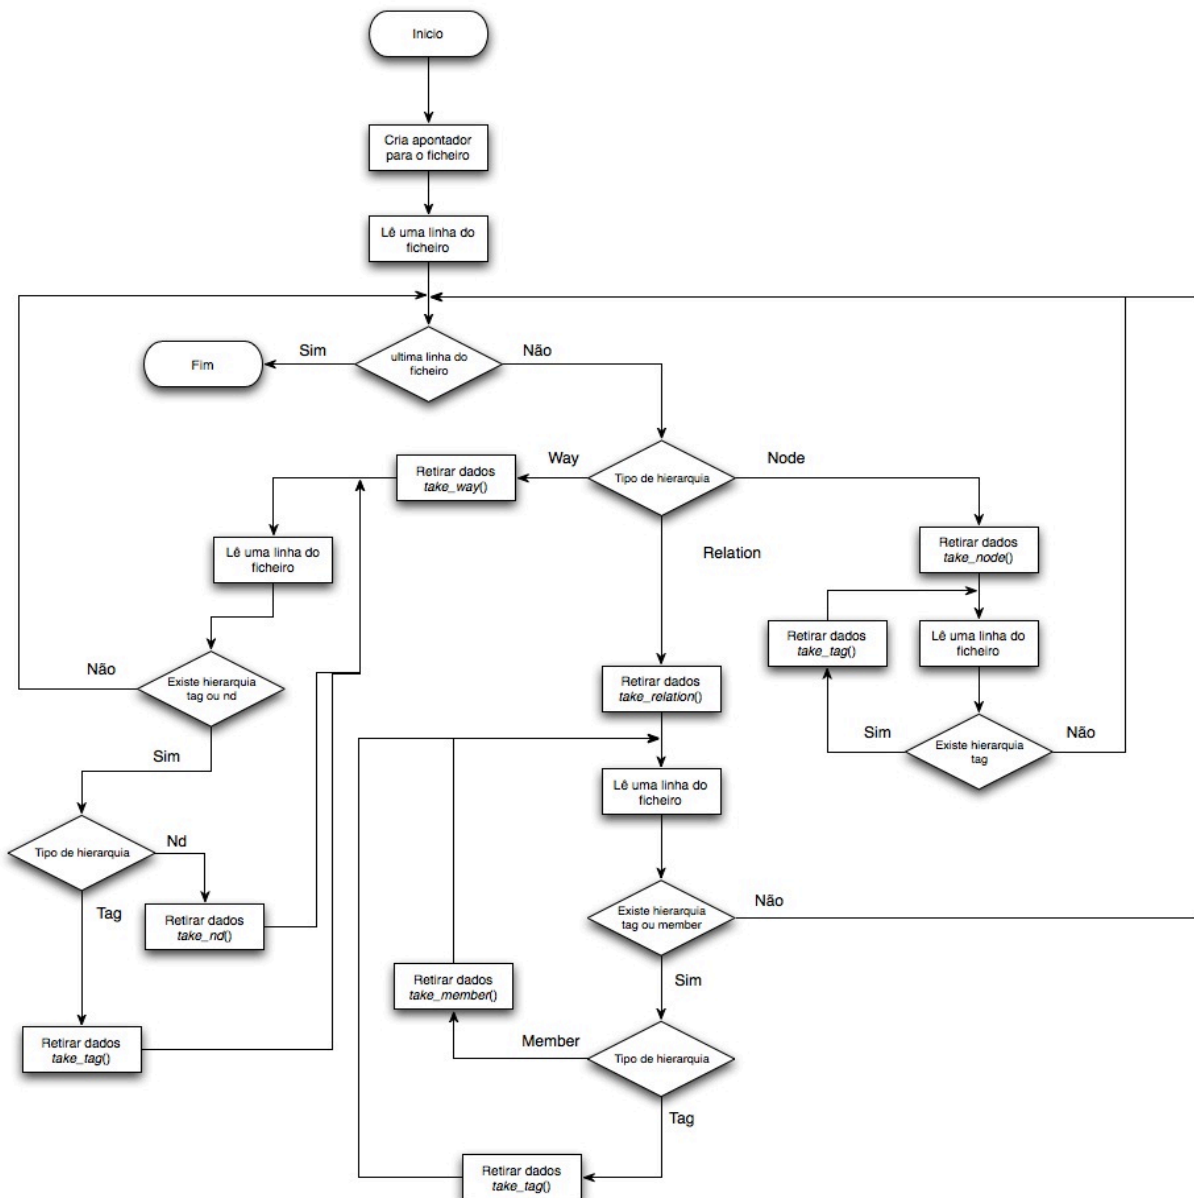 Inicio
Cria apontador
para o ficheiro
Lê uma linha do
ficheiro
ultima linha do
ficheiro
Sim
Fim
Não
Tipo de hierarquia
Way
Node
Relation
Retirar dados
take_way()
Lê uma linha do
ficheiro
Existe hierarquia
tag ou nd
Não
Sim
Tipo de hierarquia
Nd
Tag
Retirar dados
take_nd()
Retirar dados
take_tag()
Retirar dados
take_node()
Lê uma linha do
ficheiro
Retirar dados
take_tag()
Existe hierarquia
tag
Sim
Não
Retirar dados
take_relation()
Lê uma linha do
ficheiro
Existe hierarquia
tag ou member
Não
Sim
Tipo de hierarquia
Member
Retirar dados
take_member()
Tag
Retirar dados
take_tag()